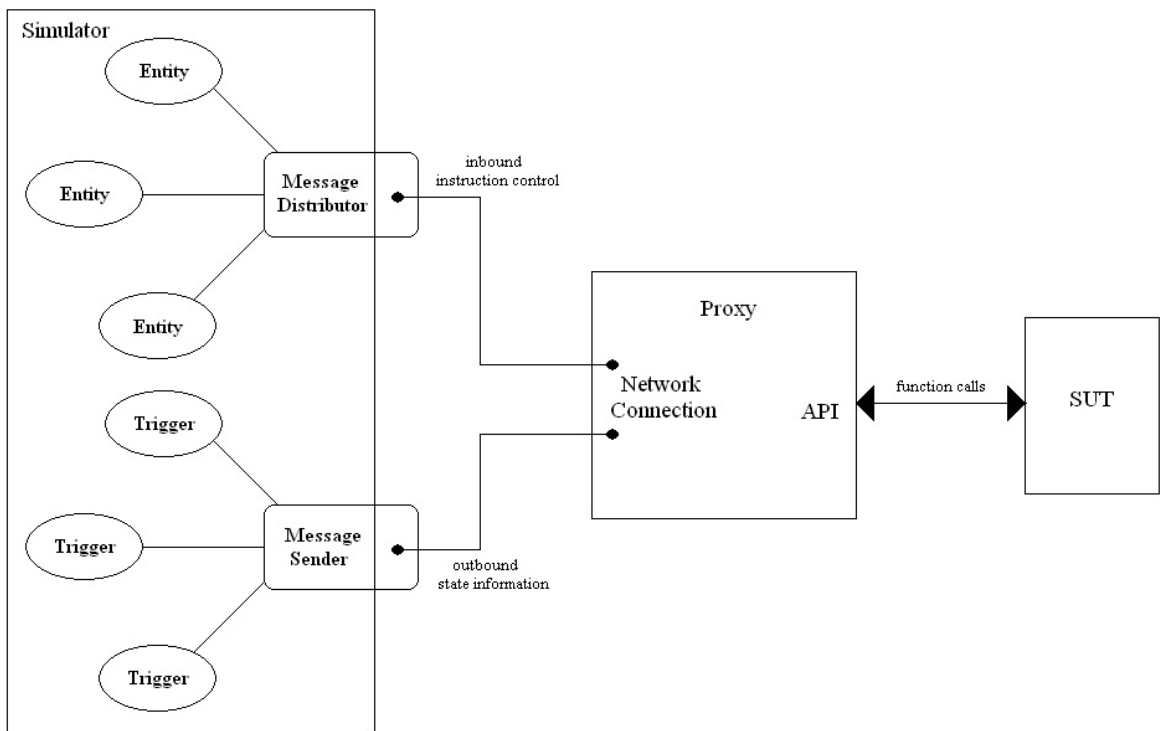 Simulator
Entity
Entity
Entity
Message
Distributor
inbound
instruction control
Trigger
Trigger
Trigger
Message
Sender
outbound
state information
Proxy
Network
Connection
API
function calls
SUT